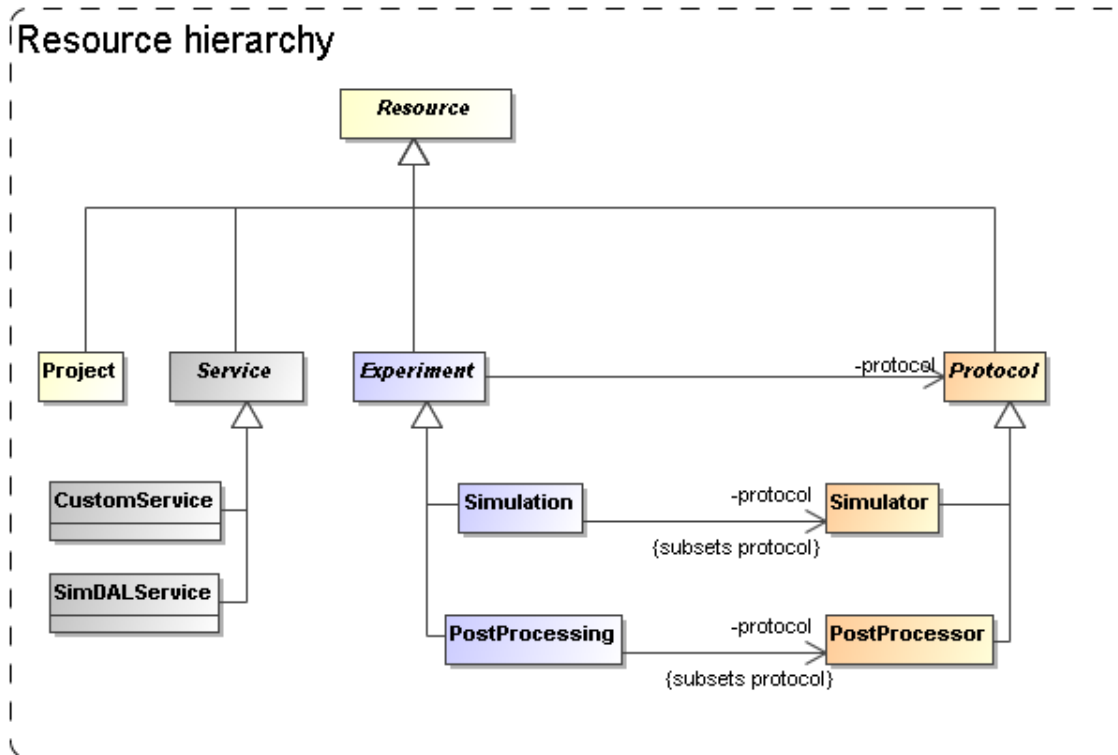 Resource hierarchy
Resource
Project
Service
Experiment
-protocol
Protocol
CustomService
Simulation
-protocol
{subsets protocol}
Simulator
SimDALService
PostProcessing
-protocol
{subsets protocol}
PostProcessor